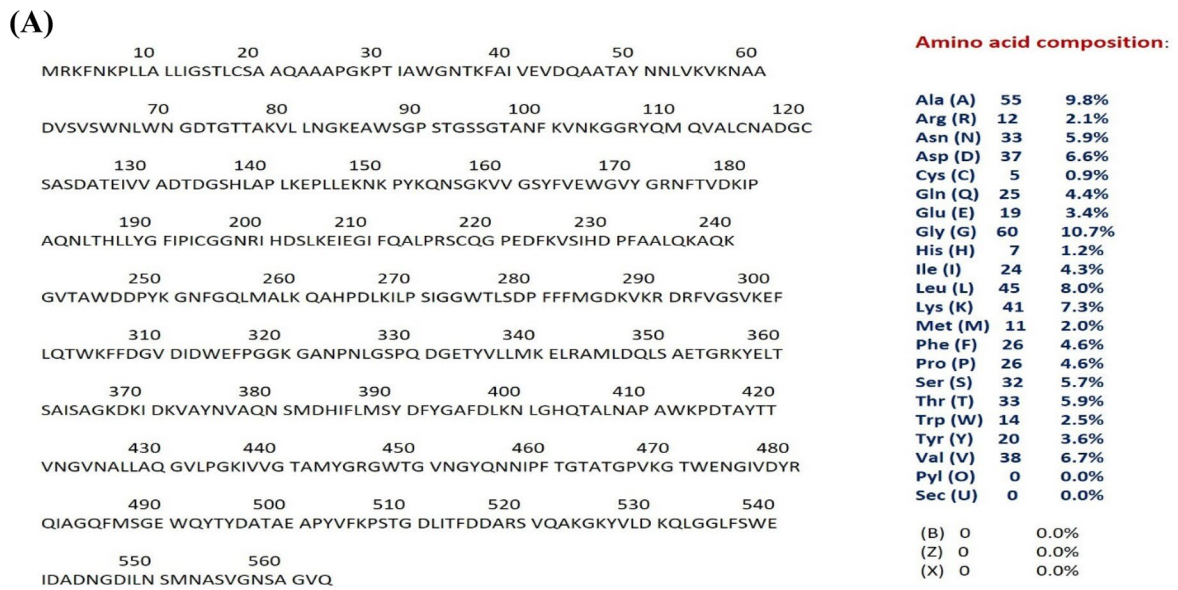 (A)
10 20 30 40 50 60
MRKFNKPLLA LLIGSTLCSA AQAAAPGKPT IAWGNTKFAI VEVDQAATAY NNLVKVKNAA
70 80 90 100 110 120
DVSVSWNLWN GDTGTTAKVL LNGKEAWSGP STGSSGTANF KVNKGGRYQM QVALCNADGC
130 140 150 160 170 180
SASDATEIVV ADTDGSHLAP LKEPLLEKNK PYKQNSGKVV GSYFVEWGVY GRNFTVDKIP
190 200 210 220 230 240
AQNLTHLLYG FIPICGGNRI HDSLKEIEGI FQALPRSCQG PEDFKVSIHD PFAALQKAQK
250 260 270 280 290 300
GVTAWDDPYK GNFGQLMALK QAHPDLKILP SIGGWTLSDP FFFMGDKVKR DRFVGSVKEF
310 320 330 340 350 360
LQTWKFFDGV DIDWEFPGGK GANPNLGSPQ DGETYVLLMK ELRAMLDQLS AETGRKYELT
370 380 390 400 410 420
SAISAGKDKI DKVAYNVAQN SMDHIFLMSY DFYGAFDLKN LGHQTALNAP AWKPDTAYTT
430 440 450 460 470 480
VNGVNALLAQ GVLPGKIVVG TAMYGRGWTG VNGYQNNIPF TGTATGPVKG TWENGIVDYR
490 500 510 520 530 540
QIAGQFMSGE WQYTYDATAE APYVFKPSTG DLITFDDARS VQAKGKYVLD KQLGGLFSWE
550 560
IDADNGDILN SMNASVGNSA GVQ
Amino acid composition:
Ala (A) 55 9.8%
Arg (R) 12 2.1%
Asn (N) 33 5.9%
Asp (D) 37 6.6%
Cys (C) 5 0.9%
Gln (Q) 25 4.4%
Glu (E) 19 3.4%
Gly (G) 60 10.7%
His (H) 7 1.2%
Ile (I) 24 4.3%
Leu (L) 45 8.0%
Lys (K) 41 7.3%
Met (M) 11 2.0%
Phe (F) 26 4.6%
Pro (P) 26 4.6%
Ser (S) 32 5.7%
Thr (T) 33 5.9%
Trp (W) 14 2.5%
Tyr (Y) 20 3.6%
Val (V) 38 6.7%
Pyl (O) 0 0.0%
Sec (U) 0 0.0%
(B) 0 0.0%
(Z) 0 0.0%
(X) 0 0.0%